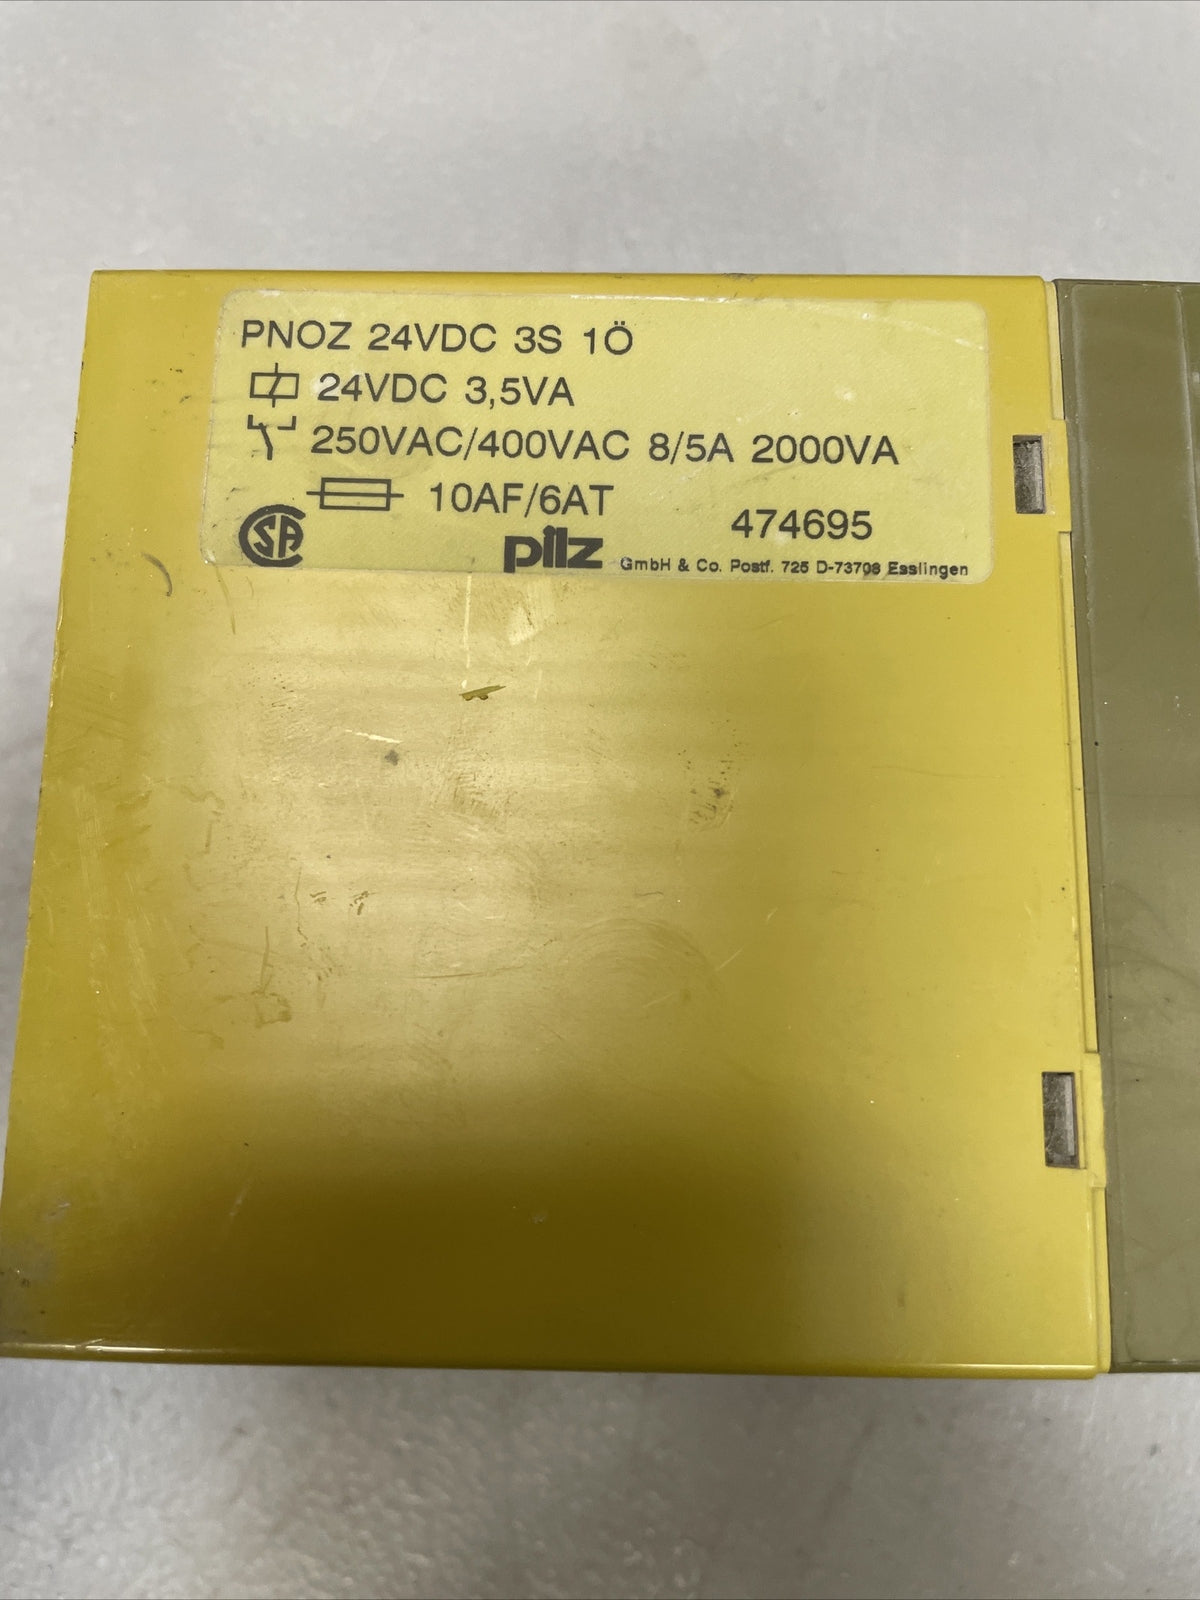 PNOZ 24VDC 3S 1Ö
24VDC 3,5VA
250VAC/400VAC 8/5A 2000VA
10AF/6AT
474695
SA
pilz GmbH & Co. Postf. 725 D-73708 Esslingen